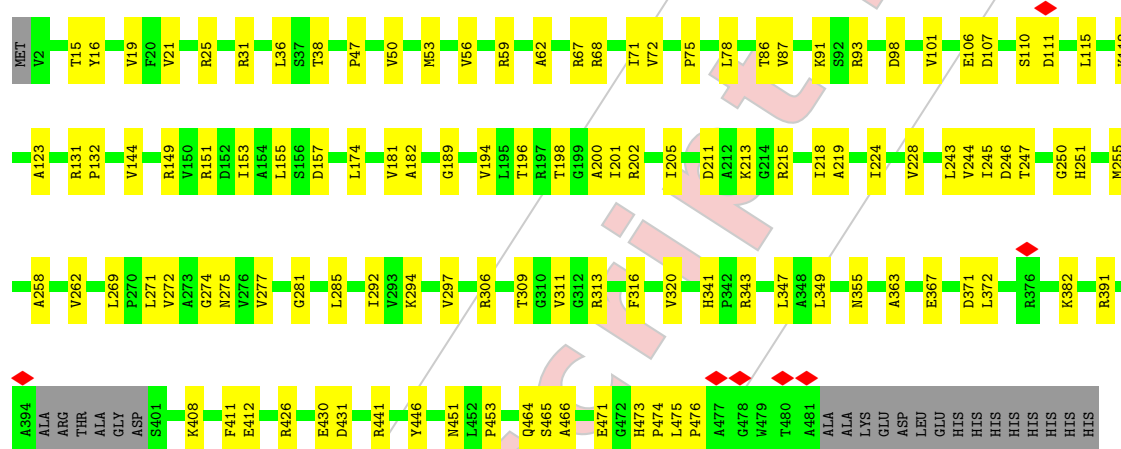 MET V2 T15 Y16 V19 F20 V21 R25 R31 L36 S37 T38 P47 V50 M53 V56 R59 A62 R67 R68 I71 V72 P75 L78 T86 V87 K91 S92 R93 D98 V101 E106 D107 S110 D111 L115
A123 R131 P132 V144 R149 V150 R151 D152 I153 A154 L155 S156 D157 L174 V181 A182 G189 V194 L195 T196 R197 T198 G199 A200 I201 R202 I205 D211 A212 K213 G214 R215 I218 A219 I224 V228 L243 V244 I245 D246 T247 G250 H251 M255
A258 V262 L269 P270 L271 V272 A273 G274 N275 V276 V277 G281 L285 I292 V293 K294 V297 R306 T309 G310 V311 G312 R313 F316 V320 H341 P342 R343 L347 A348 L349 N355 A363 E367 D371 L372 R376 K382 R391
A394 ALA ARG THR ALA GLY ASP S401 K408 F411 E412 R426 E430 D431 R441 Y446 N451 L452 P453 Q464 S465 A466 E471 G472 H473 P474 L475 P476 A477 G478 W479 T480 A481 ALA ALA LYS GLU ASP LEU GLU HIS HIS HIS HIS HIS HIS HIS HIS